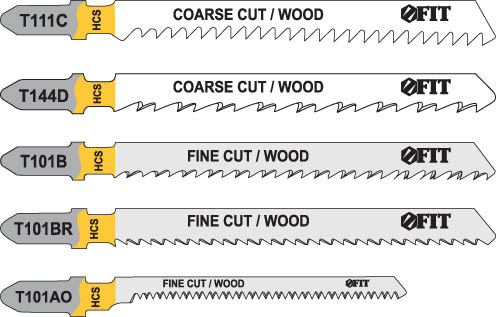 T111C HCS COARSE CUT / WOOD FIT
T144D HCS COARSE CUT / WOOD FIT
T101B HCS FINE CUT / WOOD FIT
T101BR HCS FINE CUT / WOOD FIT
T101AO HCS FINE CUT / WOOD FIT